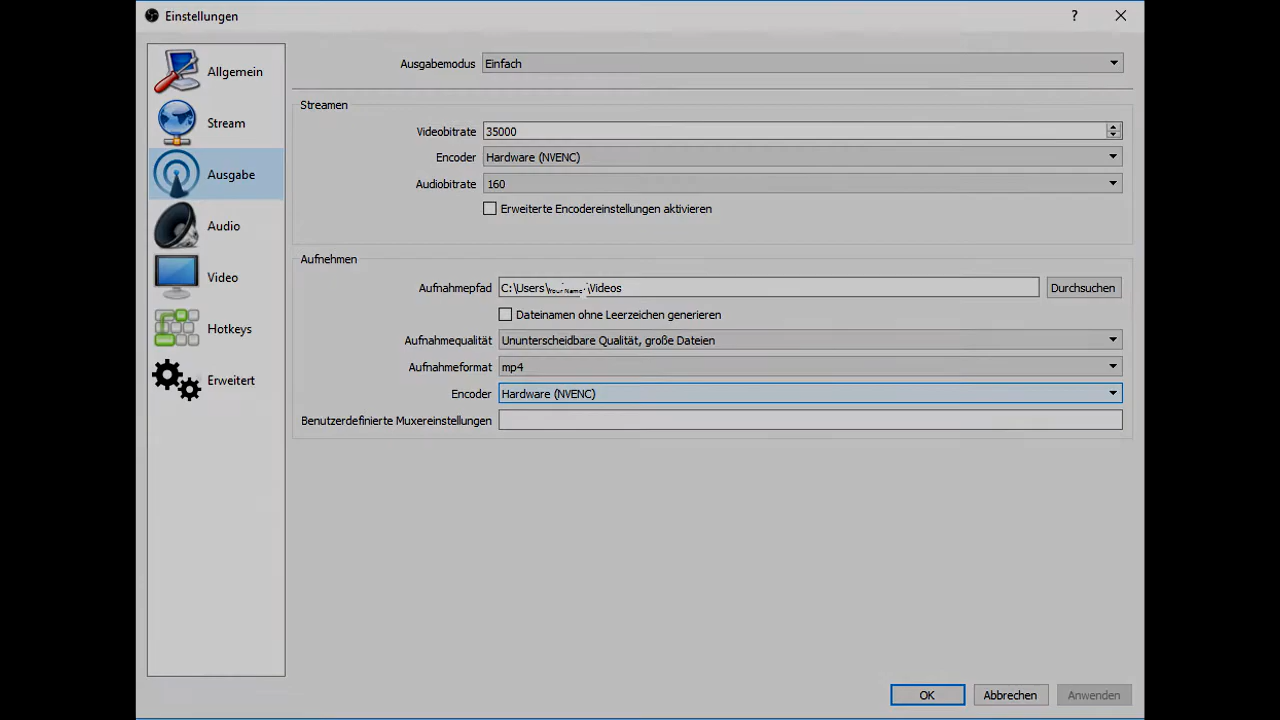 Einstellungen
?
Allgemein
Stream
Ausgabe
Audio
Video
Hotkeys
Erweitert
Ausgabemodus Einfach
Streamen
Videobitrate 35000
Encoder Hardware (NVENC)
Audiobitrate 160
Erweiterte Encodereinstellungen aktivieren
Aufnehmen
Aufnahmepfad C:\Users\Your Name\Videos Durchsuchen
Dateinamen ohne Leerzeichen generieren
Aufnahmequalität Ununterscheidbare Qualität, große Dateien
Aufnahmeformat mp4
Encoder Hardware (NVENC)
Benutzerdefinierte Muxereinstellungen
OK Abbrechen Anwenden